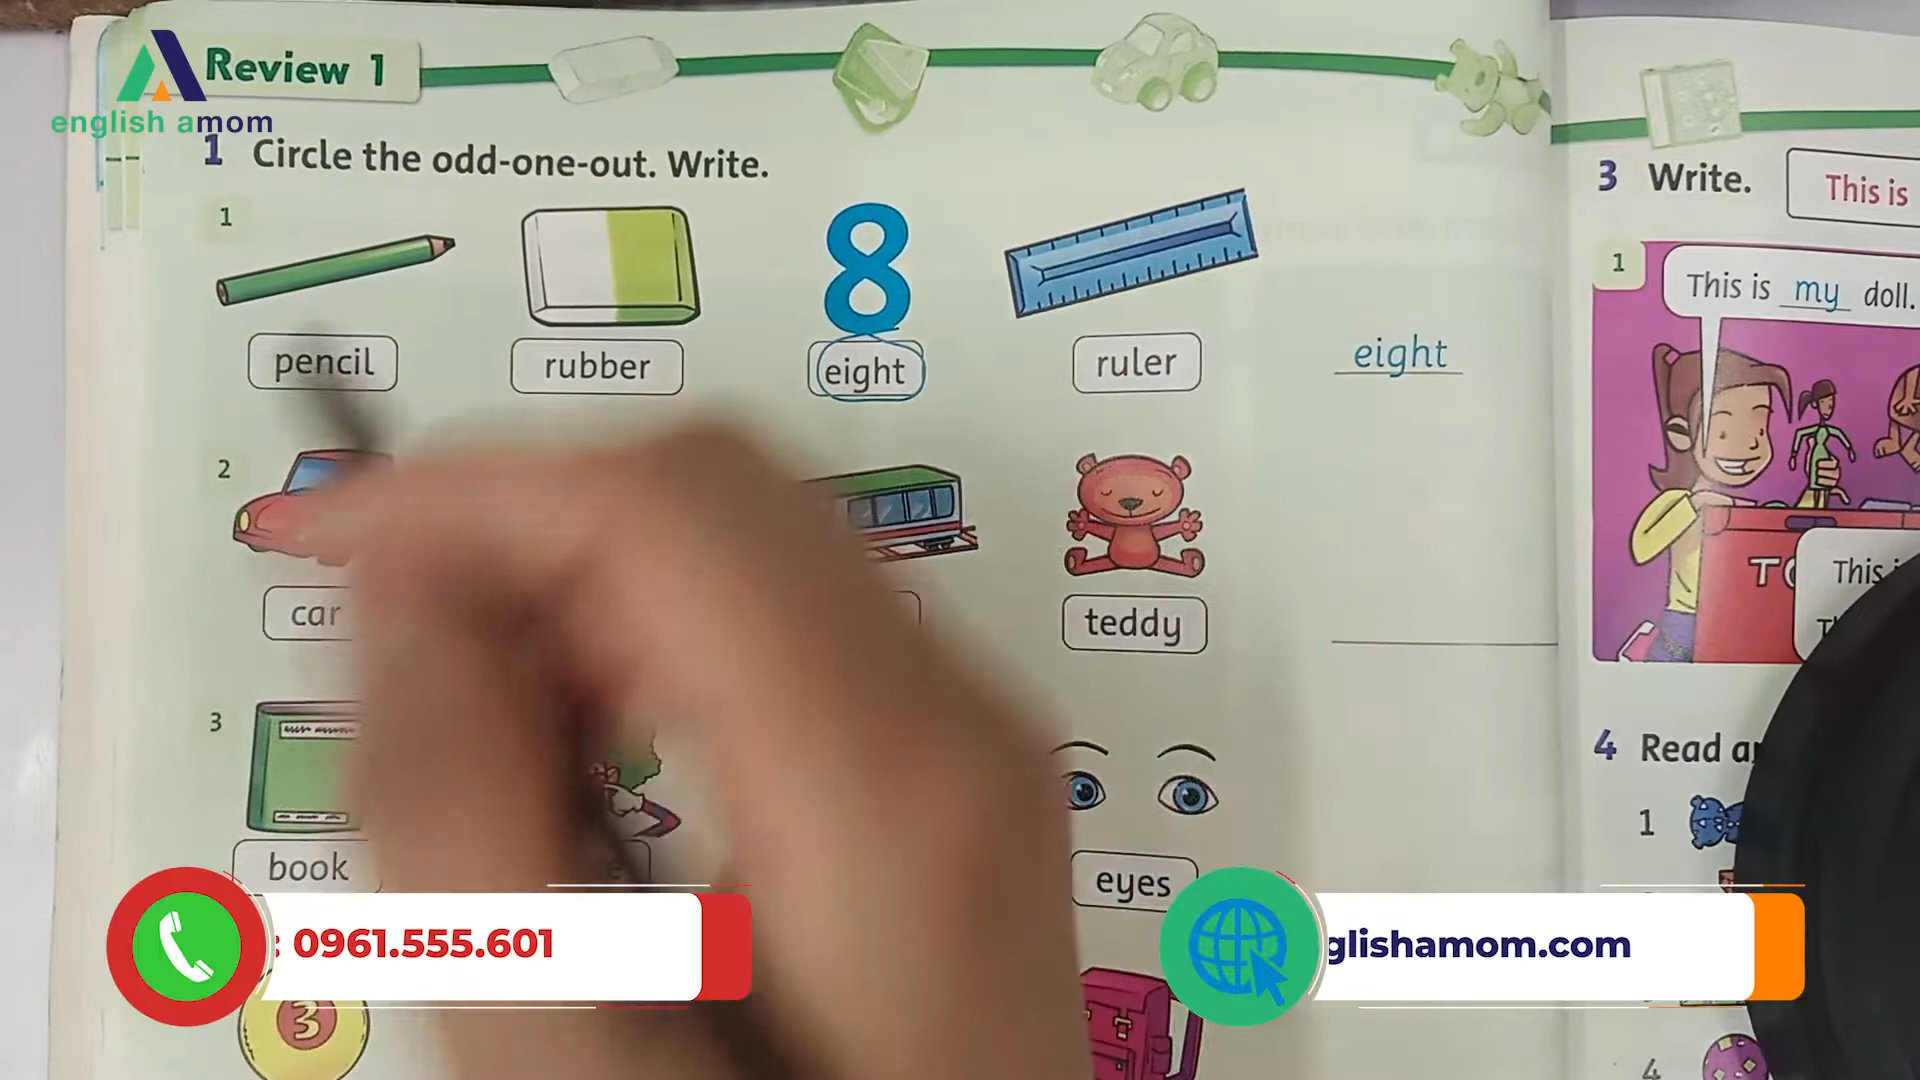 Review 1
english amom
1 Circle the odd-one-out. Write.
1
8
pencil
rubber
eight
ruler
eight
2
car
teddy
3
book
eyes
3
: 0961.555.601
glishamom.com
3 Write.
This is
1
This is my doll.
This
4 Read
1
4